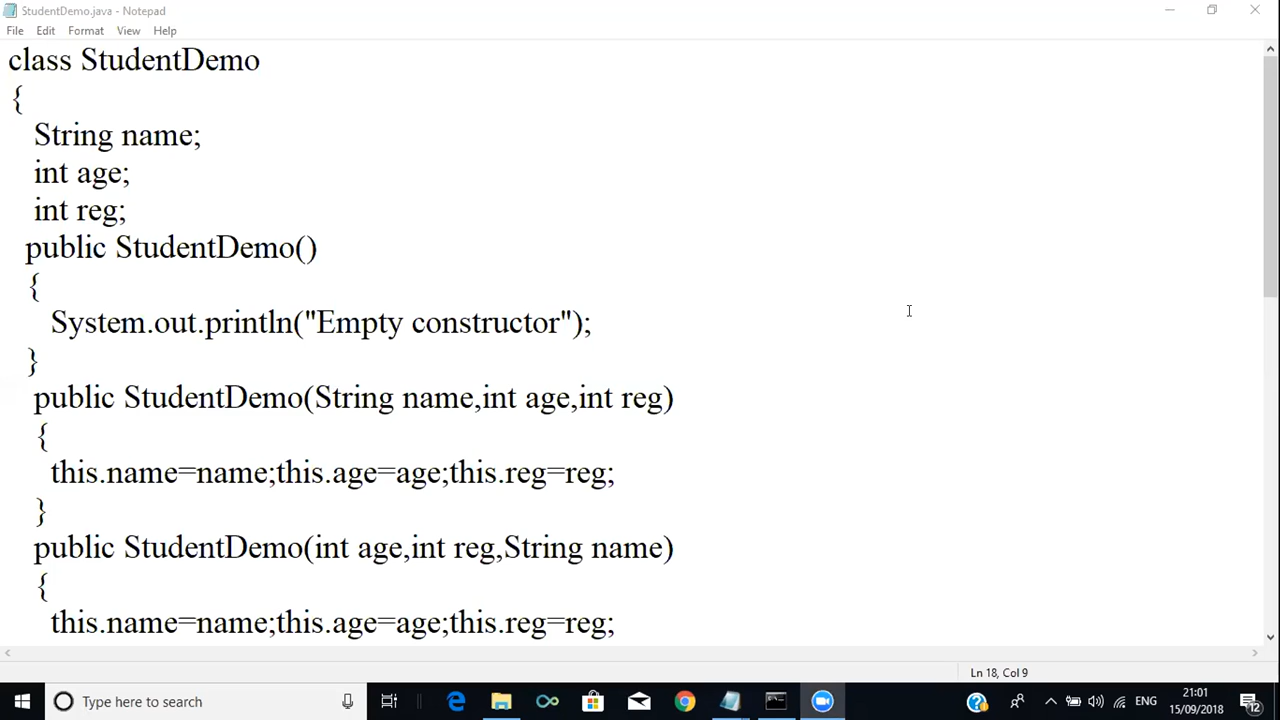 StudentDemo.java - Notepad
File Edit Format View Help
class StudentDemo
{
String name;
int age;
int reg;
public StudentDemo()
{
System.out.println("Empty constructor");
}
public StudentDemo(String name,int age,int reg)
{
this.name=name;this.age=age;this.reg=reg;
}
public StudentDemo(int age,int reg,String name)
{
this.name=name;this.age=age;this.reg=reg;
Ln 18, Col 9
Type here to search
ENG
21:01
15/09/2018
12